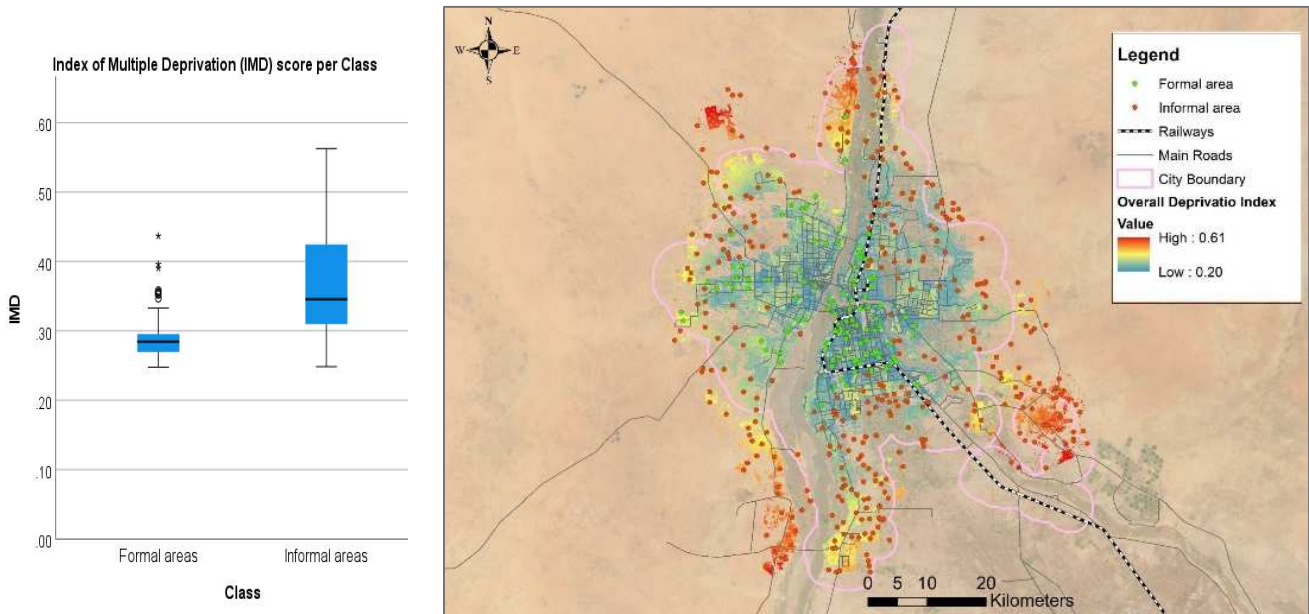 Index of Multiple Deprivation (IMD) score per Class
.60
.50
.40
.30
.20
.10
.00
IMD
Formal areas Informal areas
Class
N
W E
S
Legend
Formal area
Informal area
Railways
Main Roads
City Boundary
Overall Deprivatio Index
Value
High : 0.61
Low : 0.20
0 5 10 20
Kilometers